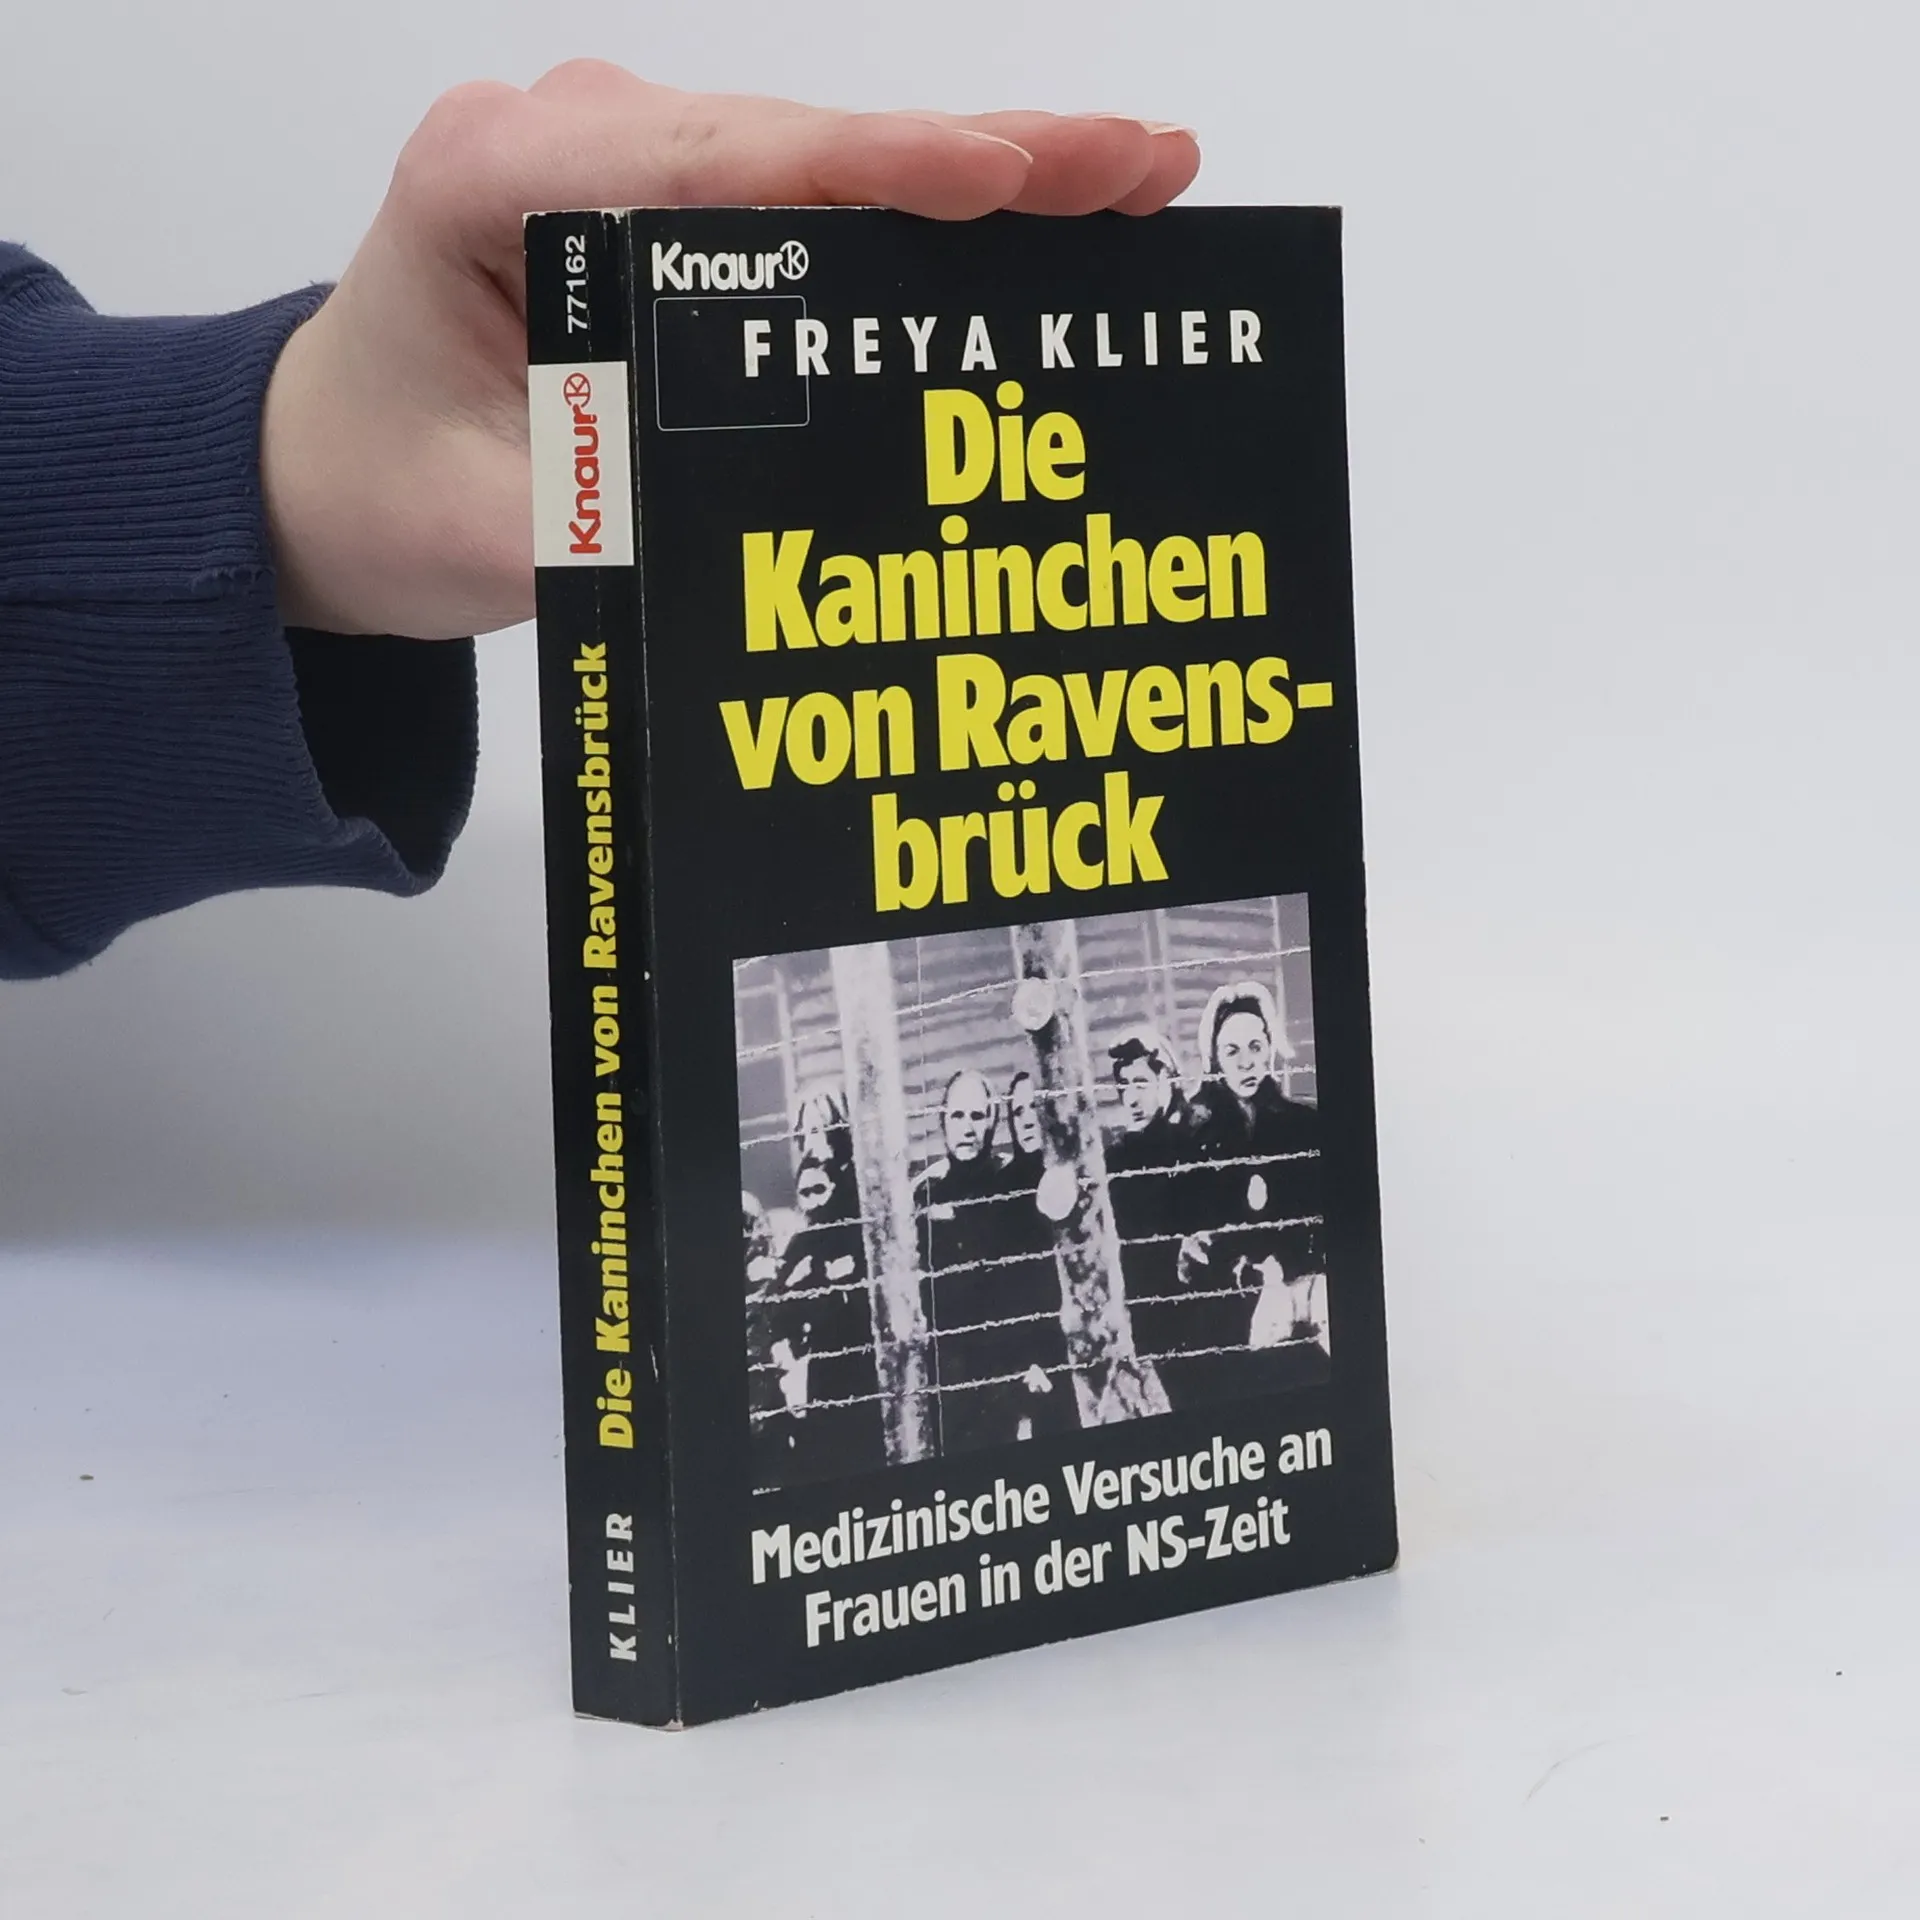 77162
Knaur
Die Kaninchen von Ravensbrück
KLIER
Knaur
FREYA KLIER
Die
Kaninchen
von Ravens-
brück
Medizinische Versuche an
Frauen in der NS-Zeit